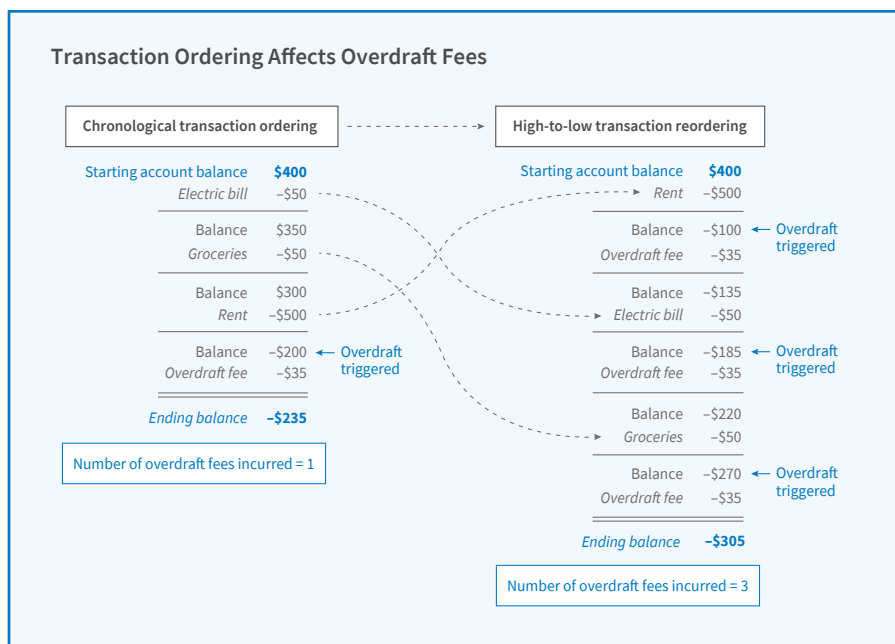 Transaction Ordering Affects Overdraft Fees
Chronological transaction ordering
Starting account balance $400
Electric bill –$50
Balance $350
Groceries –$50
Balance $300
Rent –$500
Balance –$200
Overdraft triggered
Overdraft fee –$35
Ending balance –$235
Number of overdraft fees incurred = 1
High-to-low transaction reordering
Starting account balance $400
Rent –$500
Balance –$100
Overdraft triggered
Overdraft fee –$35
Balance –$135
Electric bill –$50
Balance –$185
Overdraft triggered
Overdraft fee –$35
Balance –$220
Groceries –$50
Balance –$270
Overdraft triggered
Overdraft fee –$35
Ending balance –$305
Number of overdraft fees incurred = 3